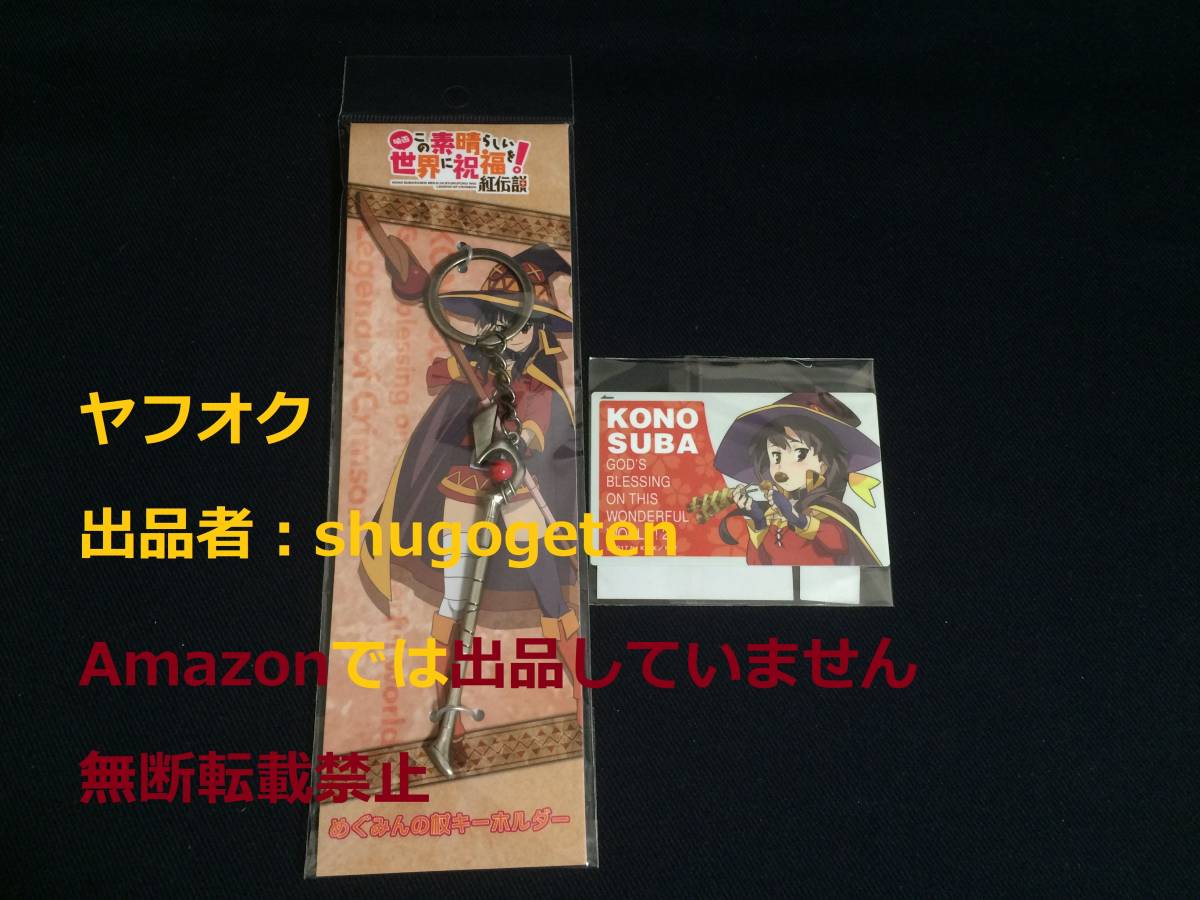 映画
この素晴らしい
世界に祝福を!
紅伝説
Legend of Crimson
KONO
SUBA
GOD'S
BLESSING
ON THIS
WONDERFUL
ヤフオク
出品者：shugogeten
Amazonでは出品していません
無断転載禁止
めぐみんの杖キーホルダー